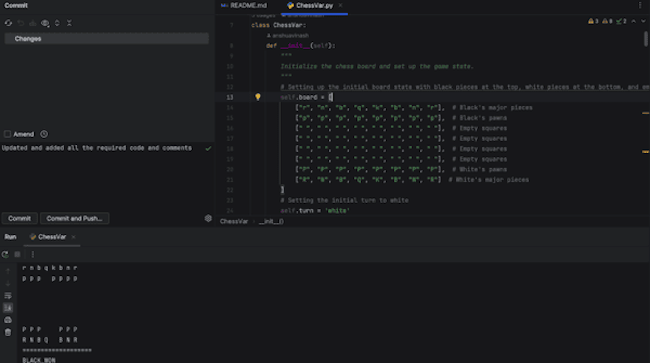 Commit
README.md
ChessVar.py
class ChessVar:
Changes
def __init__(self):
"""
Initialize the chess board and set up the game state.
"""
# Setting up the initial board state with black pieces at the top, white pieces at the bottom, and
self.board = [
# Black's major pieces
["p", "p", "p", "p", "p", "p", "p", "p"], # Black's pawns
[" ", " ", " ", " ", " ", " ", " ", " "], # Empty squares
[" ", " ", " ", " ", " ", " ", " ", " "], # Empty squares
[" ", " ", " ", " ", " ", " ", " ", " "], # Empty squares
[" ", " ", " ", " ", " ", " ", " ", " "], # Empty squares
["P", "P", "P", "P", "P", "P", "P", "P"], # White's pawns
# White's major pieces
]
# Setting the initial turn to white
self.turn = 'white'
Amend
Updated and added all the required code and comments
Commit
Commit and Push...
ChessVar
__init__()
Run
ChessVar
r n b q k b n r
p p p   p p p p
P P P     P P P
R N B Q   B N R
===================
BLACK_WON